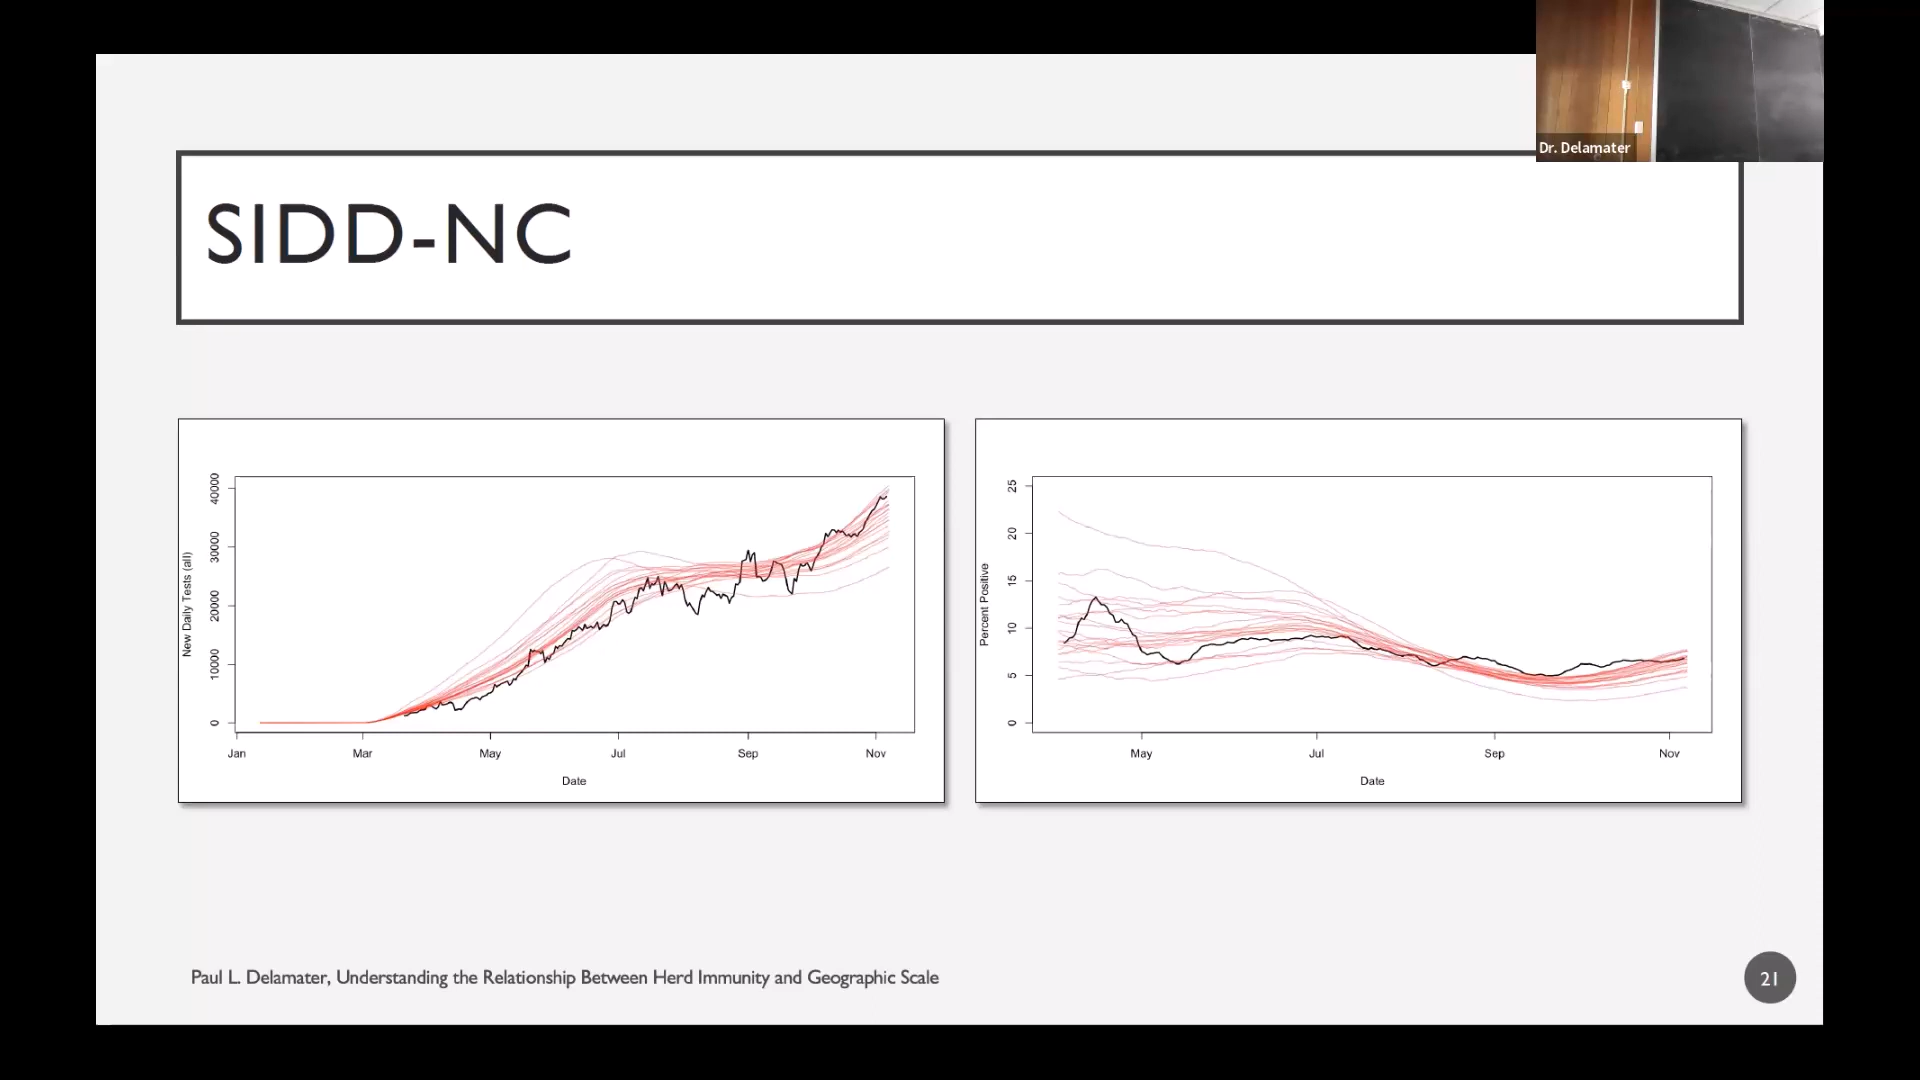 Dr. Delamater
SIDD-NC
New Daily Tests (all)
40000
30000
20000
10000
0
Jan
Mar
May
Jul
Sep
Nov
Date
Percent Positive
25
20
15
10
5
0
May
Jul
Sep
Nov
Date
Paul L. Delamater, Understanding the Relationship Between Herd Immunity and Geographic Scale
21